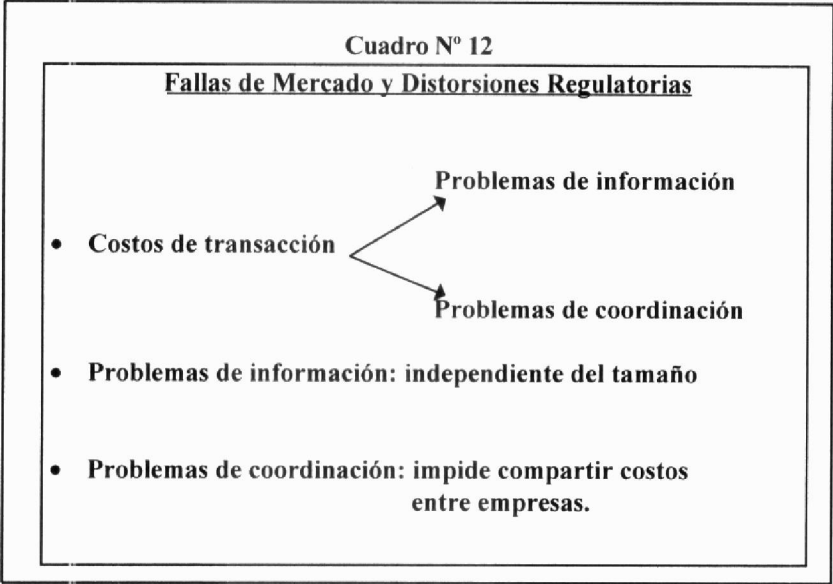 Cuadro Nº 12
Fallas de Mercado y Distorsiones Regulatorias
Problemas de información
• Costos de transacción
Problemas de coordinación
• Problemas de información: independiente del tamaño
• Problemas de coordinación: impide compartir costos
entre empresas.